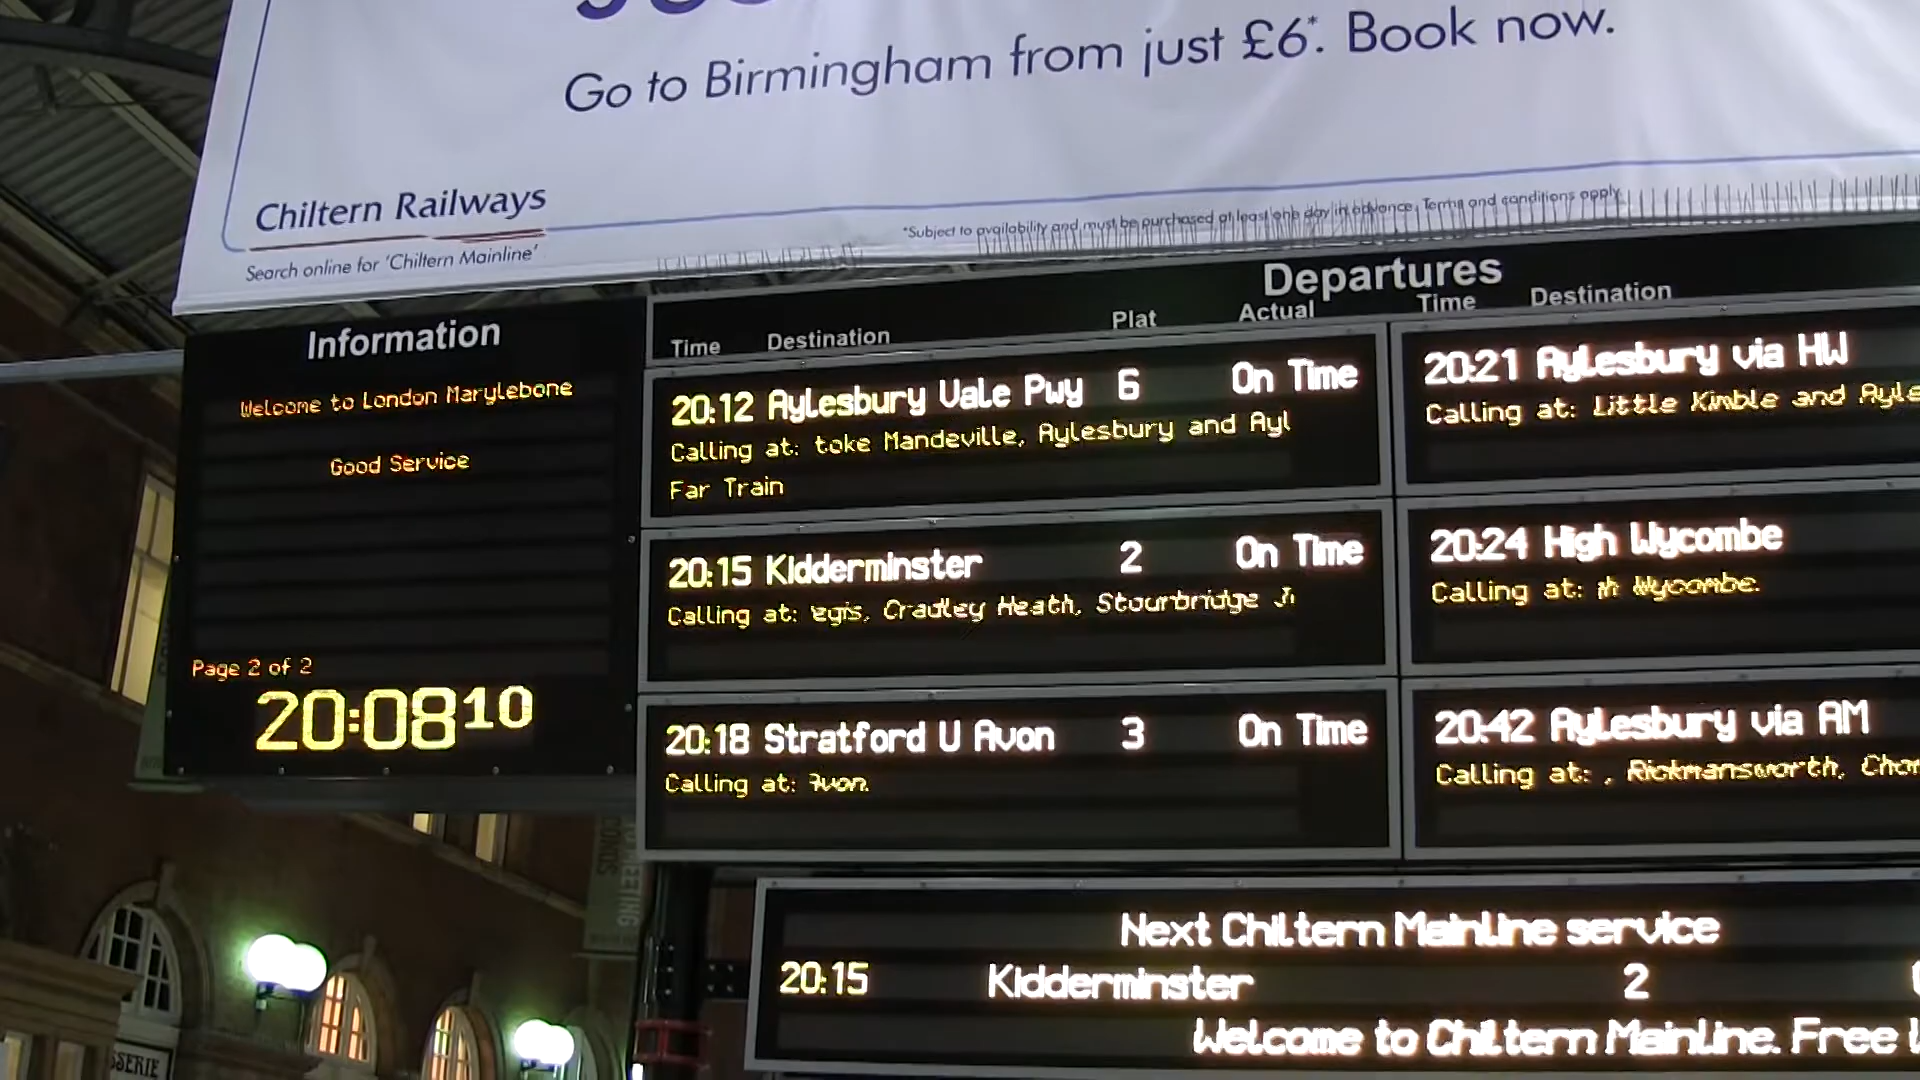 Go to Birmingham from just £6*. Book now.
Chiltern Railways
Search online for 'Chiltern Mainline'
*Subject to availability and must be purchased at least one day in advance. Terms and conditions apply.
Information
Welcome to London Marylebone
Good Service
Page 2 of 2
20:08 10
Departures
Time Destination Plat Actual
20:12 Aylesbury Vale Pwy 6 On Time
Calling at: toke Mandeville, Aylesbury and Ayl
Far Train
20:15 Kidderminster 2 On Time
Calling at: egis, Cradley Heath, Stourbridge J
20:18 Stratford U Avon 3 On Time
Calling at: Avon.
Time Destination
20:21 Aylesbury via HW
Calling at: Little Kimble and Ayle
20:24 High Wycombe
Calling at: h Wycombe.
20:42 Aylesbury via AM
Calling at: , Rickmansworth, Chor
Next Chiltern Mainline service
20:15 Kidderminster 2
Welcome to Chiltern Mainline. Free
SSERIE